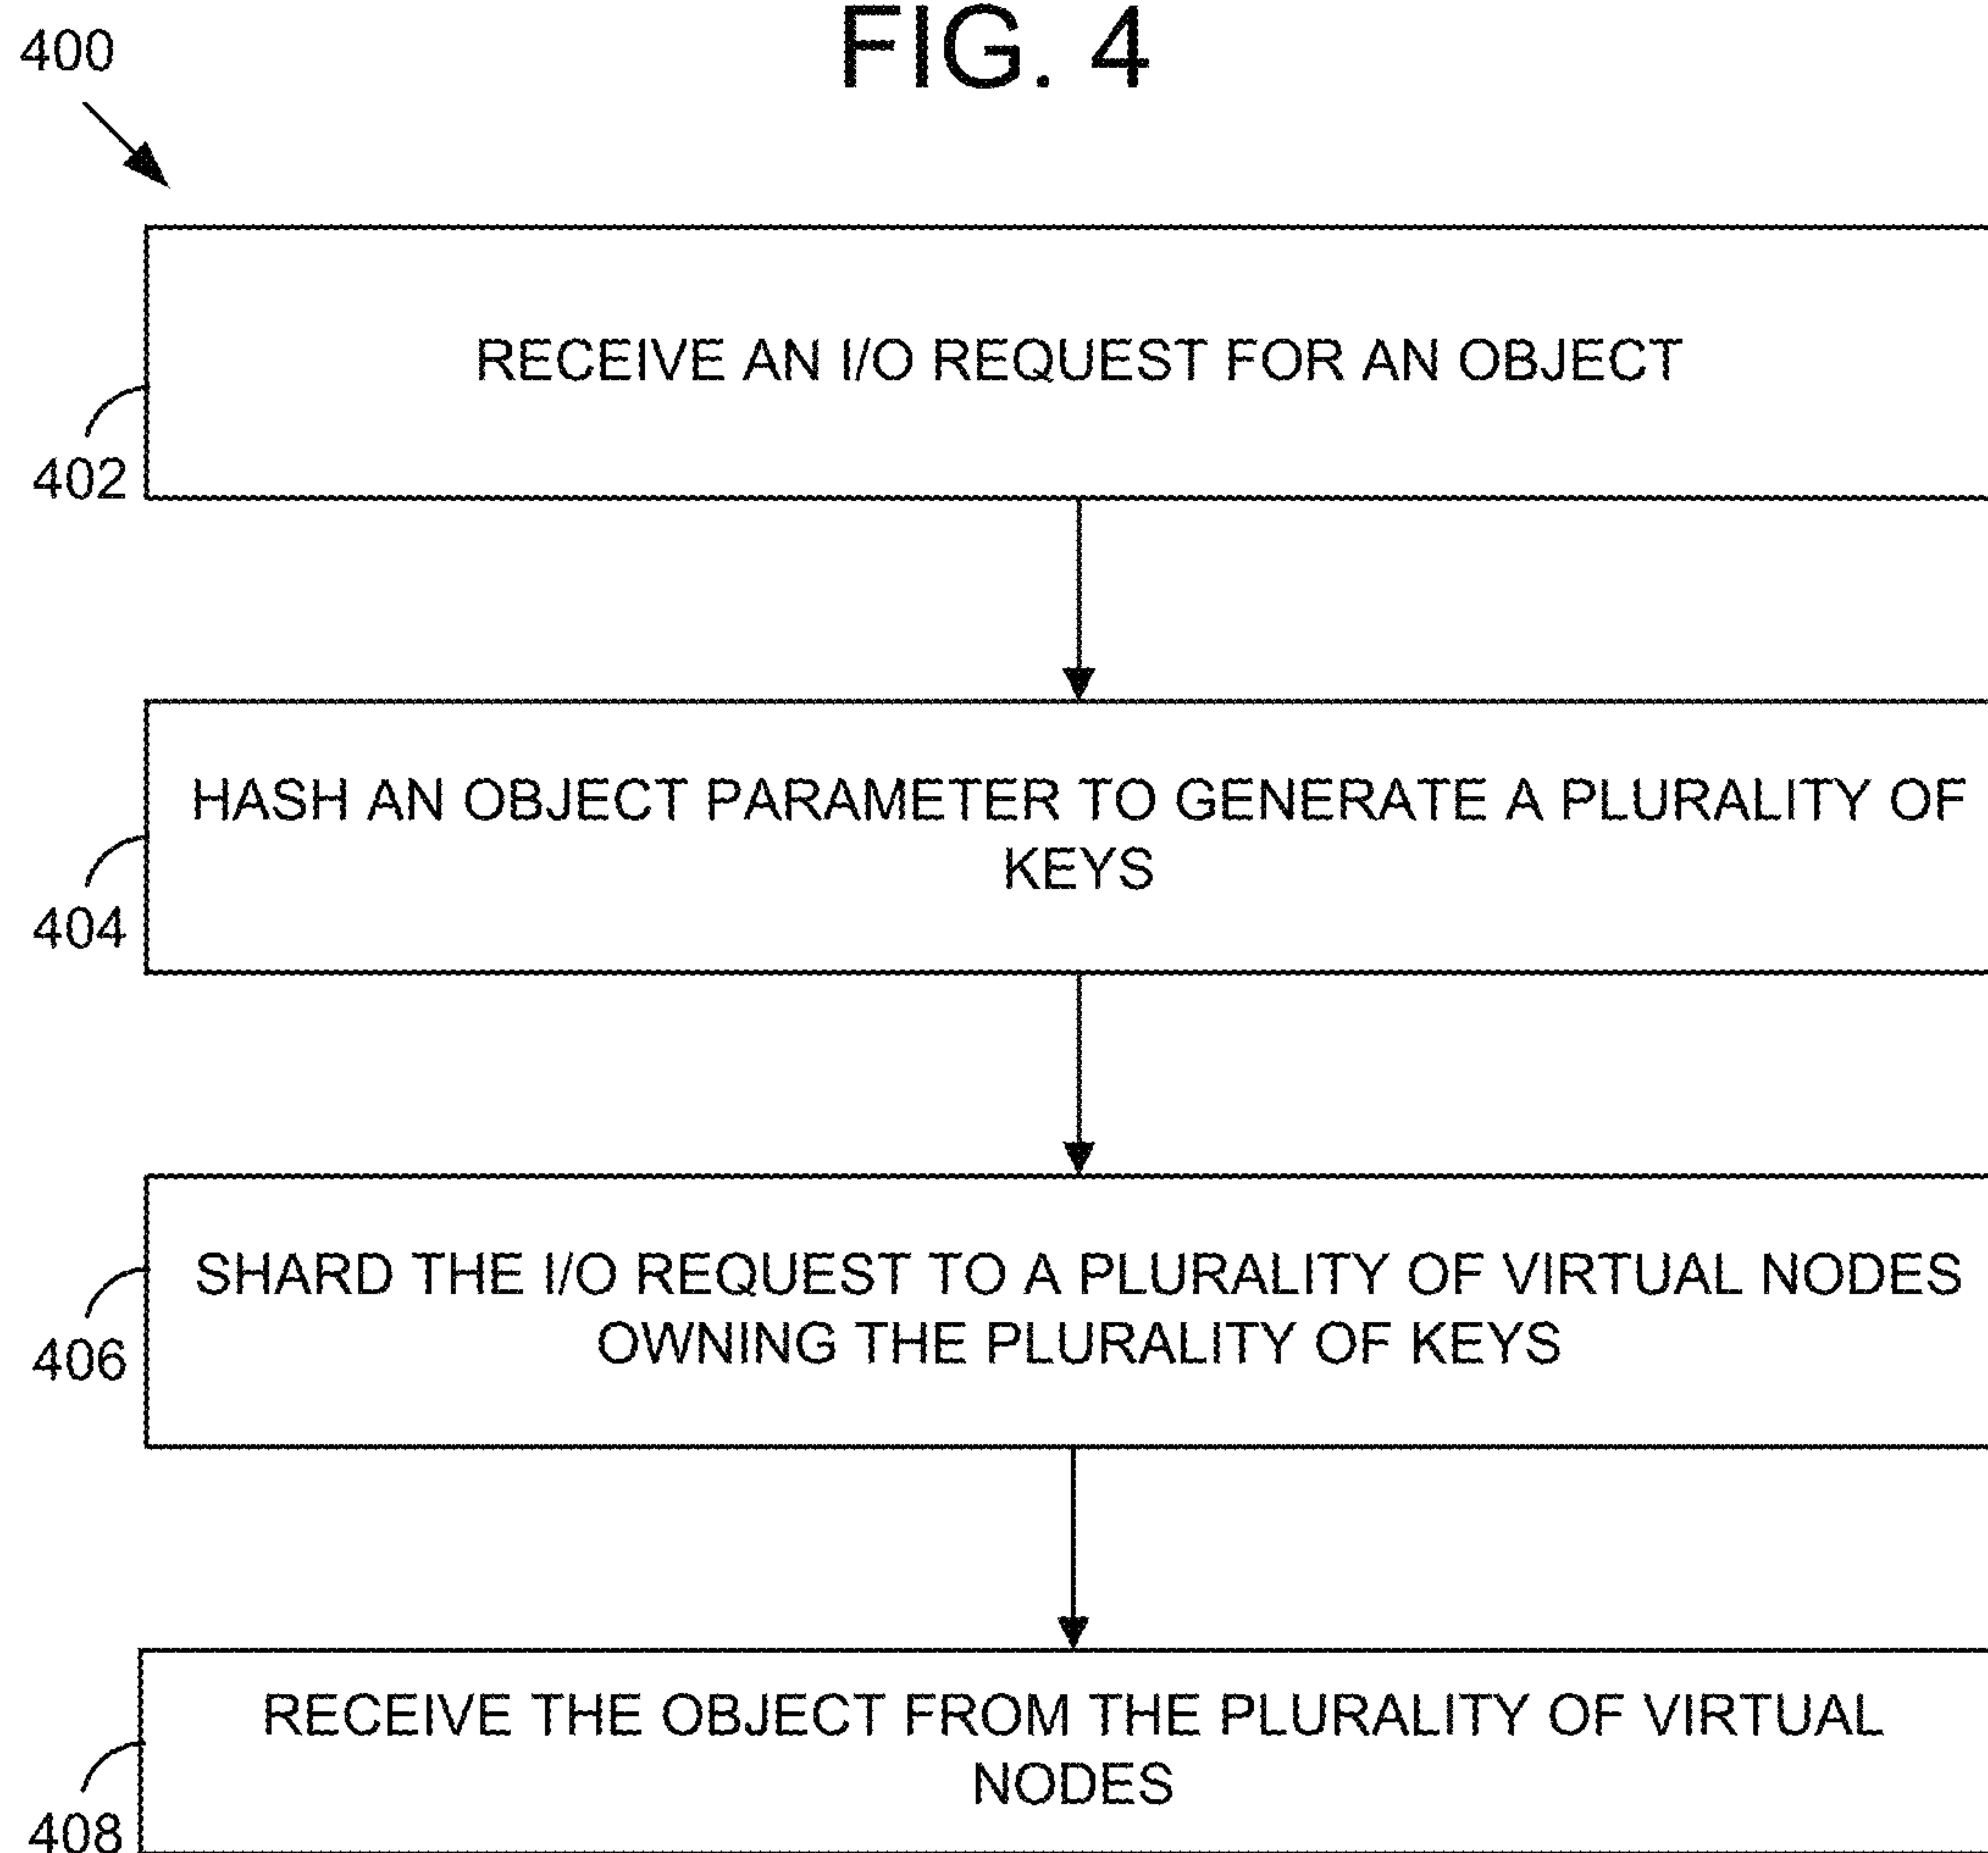 FIG. 4
400
RECEIVE AN I/O REQUEST FOR AN OBJECT
402
HASH AN OBJECT PARAMETER TO GENERATE A PLURALITY OF
KEYS
404
SHARD THE I/O REQUEST TO A PLURALITY OF VIRTUAL NODES
OWNING THE PLURALITY OF KEYS
406
RECEIVE THE OBJECT FROM THE PLURALITY OF VIRTUAL
NODES
408